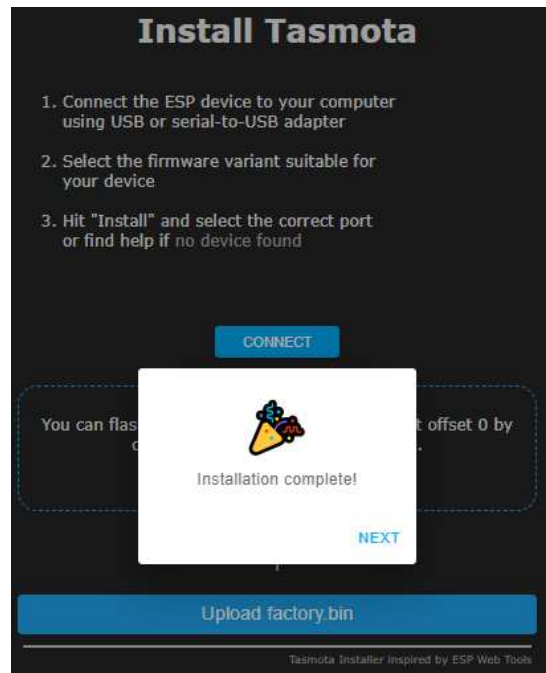 Install Tasmota
1. Connect the ESP device to your computer
using USB or serial-to-USB adapter
2. Select the firmware variant suitable for
your device
3. Hit "Install" and select the correct port
or find help if no device found
CONNECT
You can flas
t offset 0 by
Installation complete!
NEXT
Upload factory.bin
Tasmota Installer inspired by ESP Web Tools